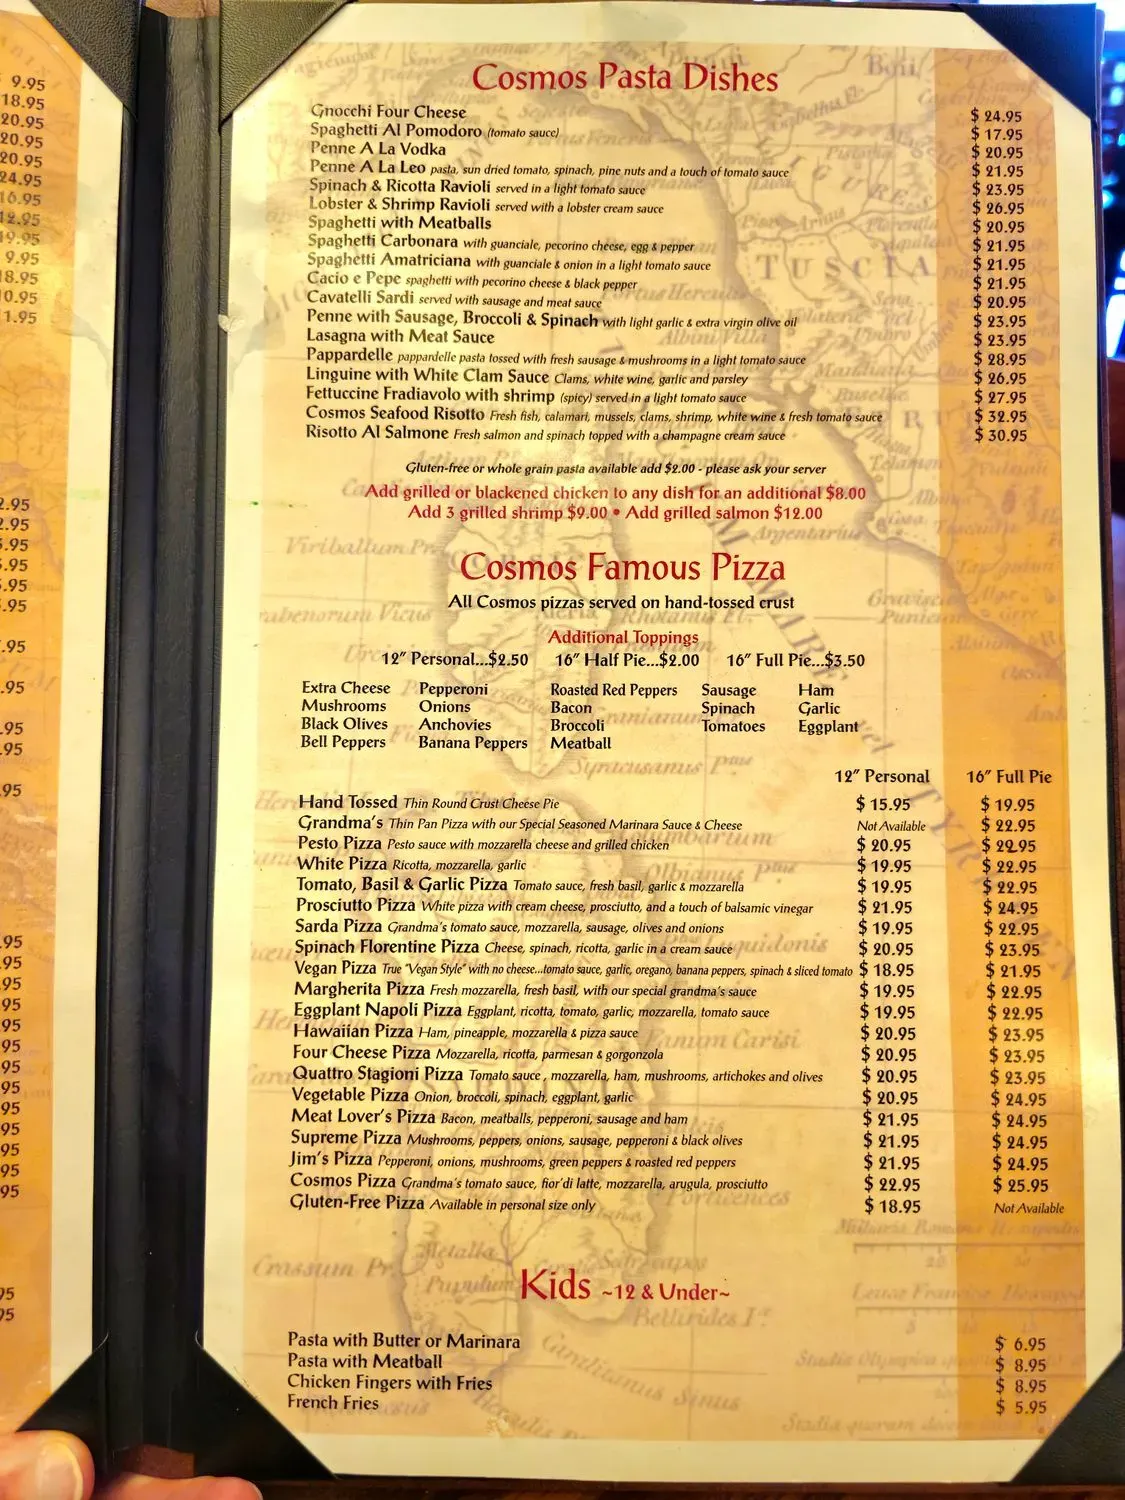 9.95
18.95
20.95
20.95
20.95
24.95
16.95
12.95
19.95
9.95
Cosmos Pasta Dishes
Gnocchi Four Cheese $ 24.95
Spaghetti Al Pomodoro (tomato sauce) $ 17.95
Penne A La Vodka $ 20.95
Penne A La Leo pasta, sun dried tomato, spinach, pine nuts and a touch of tomato sauce $ 21.95
Spinach & Ricotta Ravioli served in a light tomato sauce $ 23.95
Lobster & Shrimp Ravioli served with a lobster cream sauce $ 26.95
Spaghetti with Meatballs $ 20.95
Spaghetti Carbonara with guanciale, pecorino cheese, egg & pepper $ 21.95
Spaghetti Amatriciana with guanciale & onion in a light tomato sauce $ 21.95
Cacio e Pepe spaghetti with pecorino cheese & black pepper $ 21.95
Cavatelli Sardi served with sausage and meat sauce $ 20.95
Penne with Sausage, Broccoli & Spinach with light garlic & extra virgin olive oil $ 23.95
Lasagna with Meat Sauce $ 23.95
Pappardelle pappardelle pasta tossed with fresh sausage & mushrooms in a light tomato sauce $ 28.95
Linguine with White Clam Sauce Clams, white wine, garlic and parsley $ 26.95
Fettuccine Fradiavolo with shrimp (spicy) served in a light tomato sauce $ 27.95
Cosmos Seafood Risotto Fresh fish, calamari, mussels, clams, shrimp, white wine & fresh tomato sauce $ 32.95
Risotto Al Salmone Fresh salmon and spinach topped with a champagne cream sauce $ 30.95
Gluten-free or whole grain pasta available add $2.00 - please ask your server
Add grilled or blackened chicken to any dish for an additional $8.00
Add 3 grilled shrimp $9.00 • Add grilled salmon $12.00
Cosmos Famous Pizza
All Cosmos pizzas served on hand-tossed crust
Additional Toppings
12" Personal...$2.50 16" Half Pie...$2.00 16" Full Pie...$3.50
Extra Cheese Pepperoni Roasted Red Peppers Sausage Ham
Mushrooms Onions Bacon Spinach Garlic
Black Olives Anchovies Broccoli Tomatoes Eggplant
Bell Peppers Banana Peppers Meatball
12" Personal 16" Full Pie
Hand Tossed Thin Round Crust Cheese Pie $ 15.95 $ 19.95
Grandma's Thin Pan Pizza with our Special Seasoned Marinara Sauce & Cheese Not Available $ 22.95
Pesto Pizza Pesto sauce with mozzarella cheese and grilled chicken $ 20.95 $ 22.95
White Pizza Ricotta, mozzarella, garlic $ 19.95 $ 22.95
Tomato, Basil & Garlic Pizza Tomato sauce, fresh basil, garlic & mozzarella $ 19.95 $ 22.95
Prosciutto Pizza White pizza with cream cheese, prosciutto, and a touch of balsamic vinegar $ 21.95 $ 24.95
Sarda Pizza Grandma's tomato sauce, mozzarella, sausage, olives and onions $ 19.95 $ 22.95
Spinach Florentine Pizza Cheese, spinach, ricotta, garlic in a cream sauce $ 20.95 $ 23.95
Vegan Pizza True "Vegan Style" with no cheese...tomato sauce, garlic, oregano, banana peppers, spinach & sliced tomato $ 18.95 $ 21.95
Margherita Pizza Fresh mozzarella, fresh basil, with our special grandma's sauce $ 19.95 $ 22.95
Eggplant Napoli Pizza Eggplant, ricotta, tomato, garlic, mozzarella, tomato sauce $ 19.95 $ 22.95
Hawaiian Pizza Ham, pineapple, mozzarella & pizza sauce $ 20.95 $ 23.95
Four Cheese Pizza Mozzarella, ricotta, parmesan & gorgonzola $ 20.95 $ 23.95
Quattro Stagioni Pizza Tomato sauce , mozzarella, ham, mushrooms, artichokes and olives $ 20.95 $ 23.95
Vegetable Pizza Onion, broccoli, spinach, eggplant, garlic $ 20.95 $ 24.95
Meat Lover's Pizza Bacon, meatballs, pepperoni, sausage and ham $ 21.95 $ 24.95
Supreme Pizza Mushrooms, peppers, onions, sausage, pepperoni & black olives $ 21.95 $ 24.95
Jim's Pizza Pepperoni, onions, mushrooms, green peppers & roasted red peppers $ 21.95 $ 24.95
Cosmos Pizza Grandma's tomato sauce, fior'di latte, mozzarella, arugula, prosciutto $ 22.95 $ 25.95
Gluten-Free Pizza Available in personal size only $ 18.95 Not Available
Kids ~12 & Under~
Pasta with Butter or Marinara $ 6.95
Pasta with Meatball $ 8.95
Chicken Fingers with Fries $ 8.95
French Fries $ 5.95